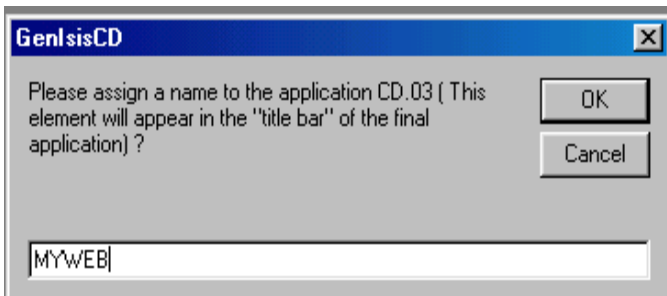 GenIsisCD
Please assign a name to the application CD.03 ( This
element will appear in the "title bar" of the final
application) ?
OK
Cancel
MYWEB